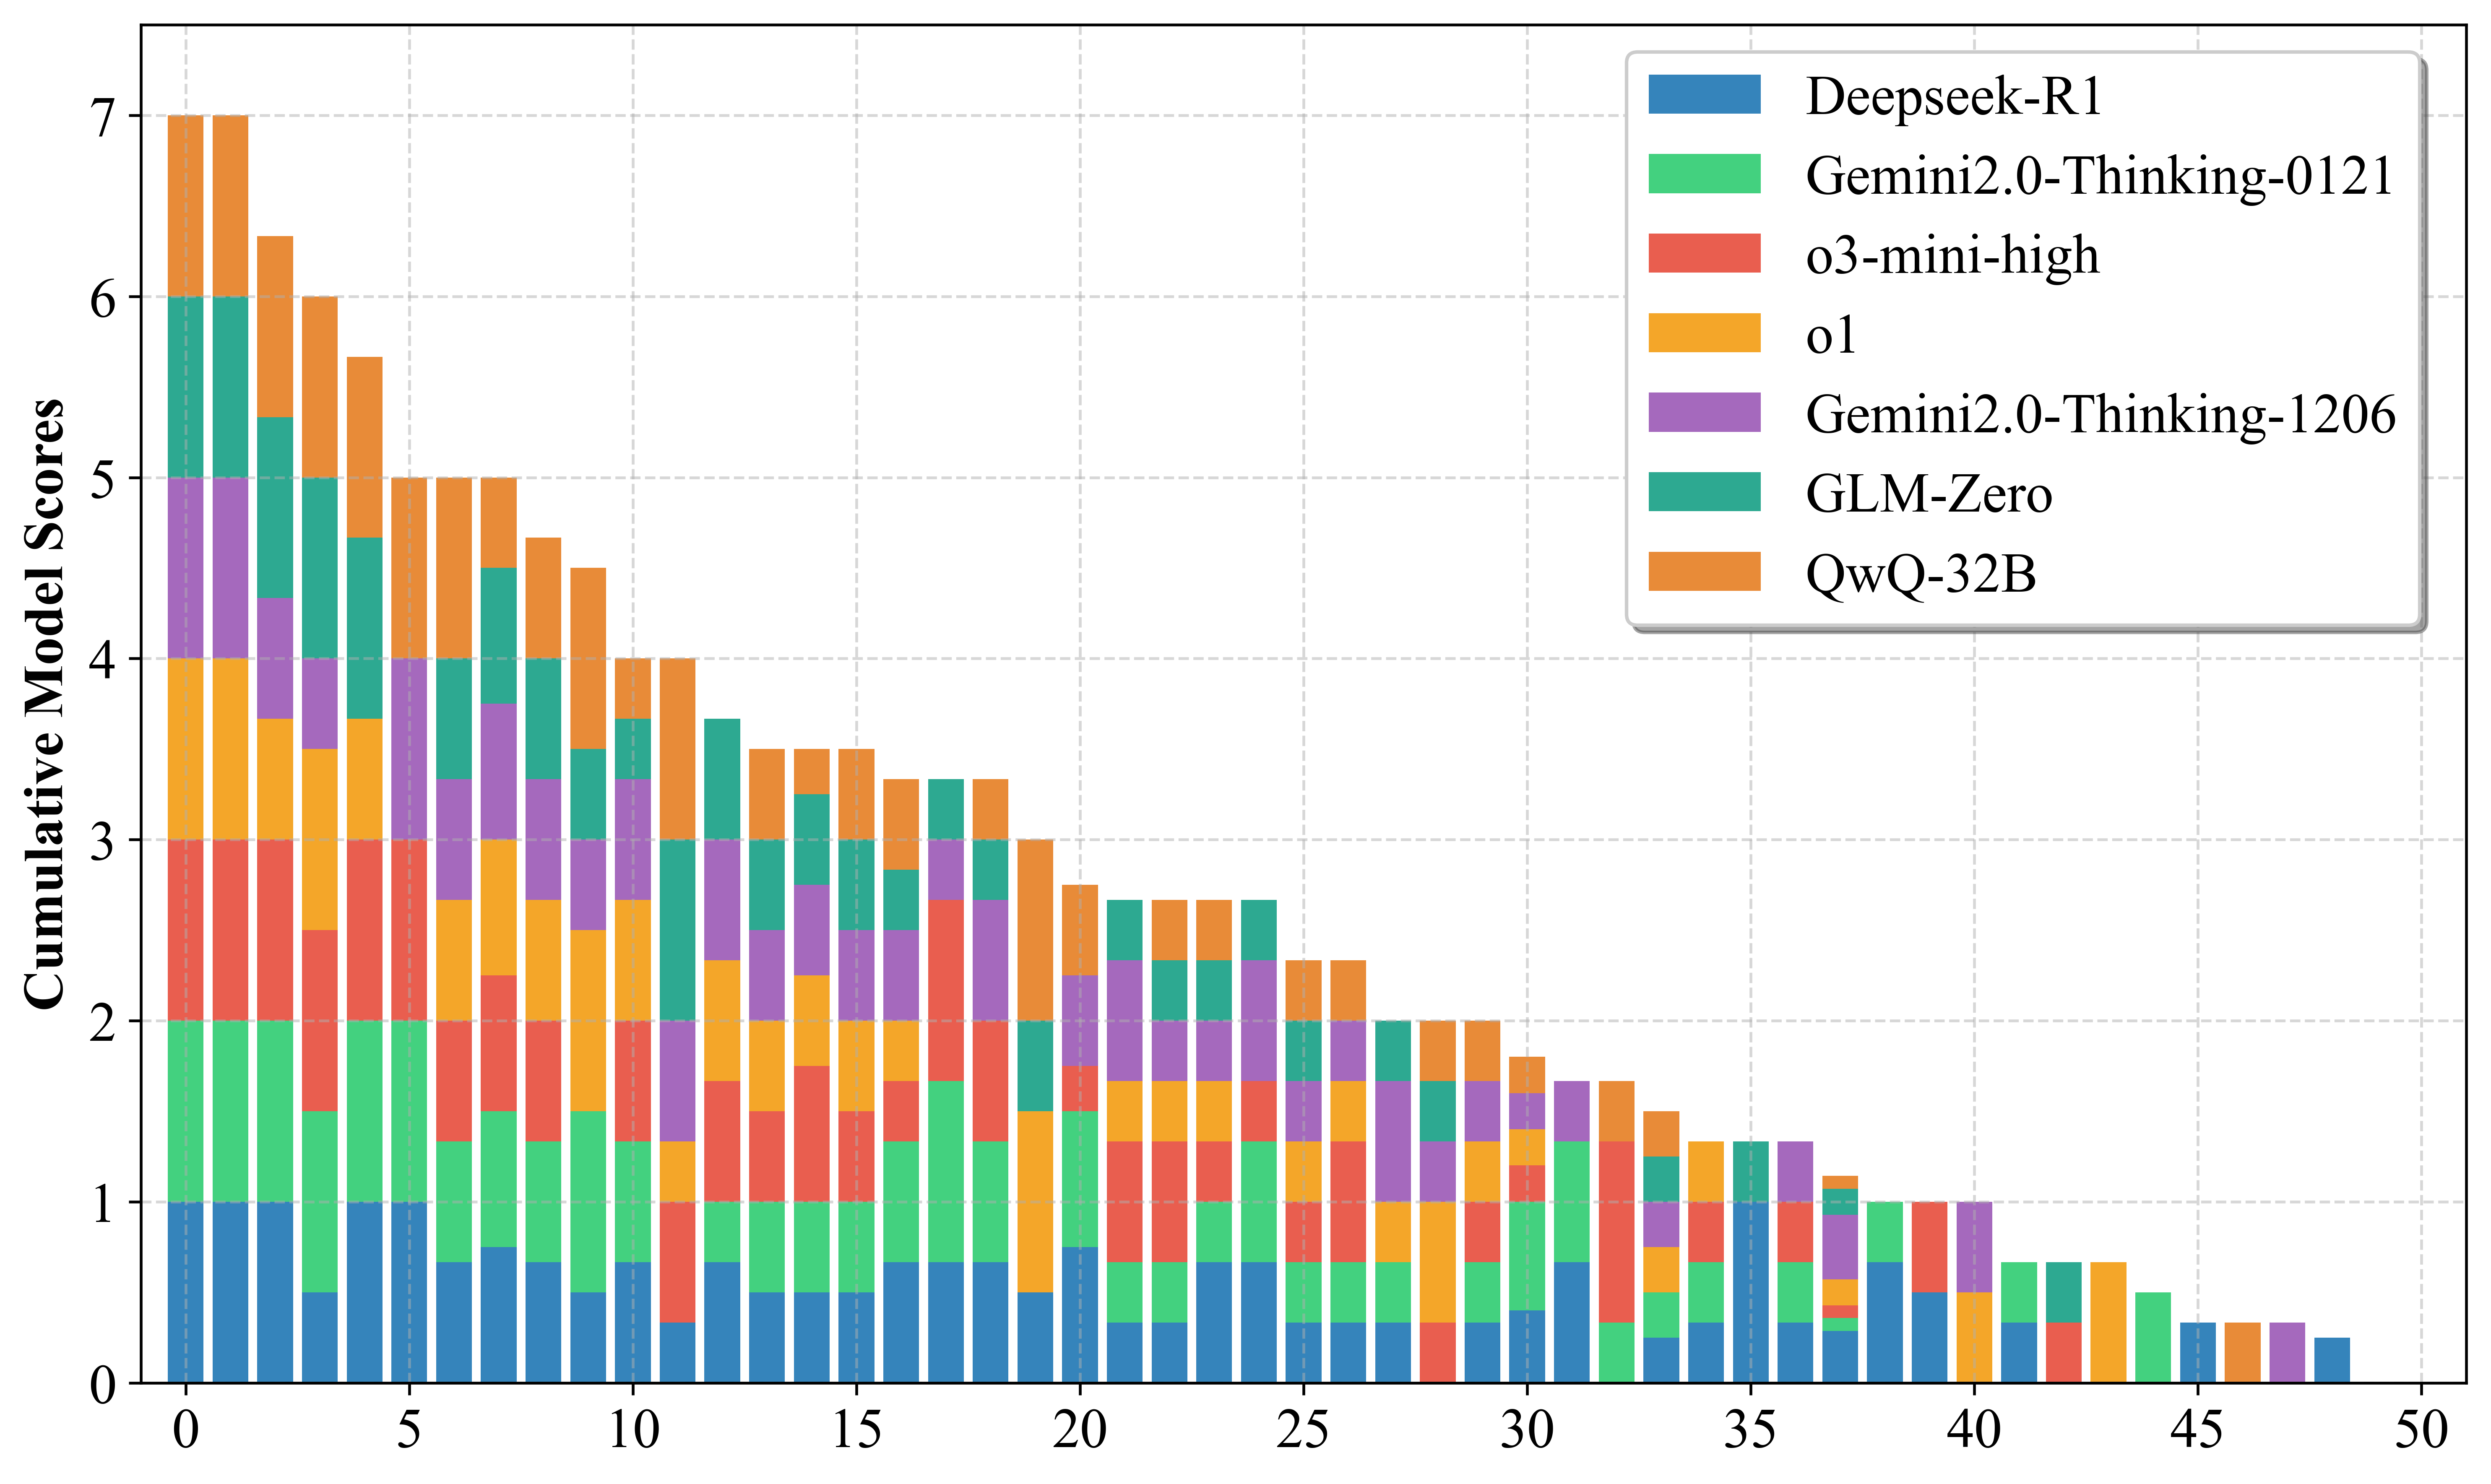 Cumulative Model Scores
7
6
5
4
3
2
1
0
0 5 10 15 20 25 30 35 40 45 50
Deepseek-R1
Gemini2.0-Thinking-0121
o3-mini-high
o1
Gemini2.0-Thinking-1206
GLM-Zero
QwQ-32B